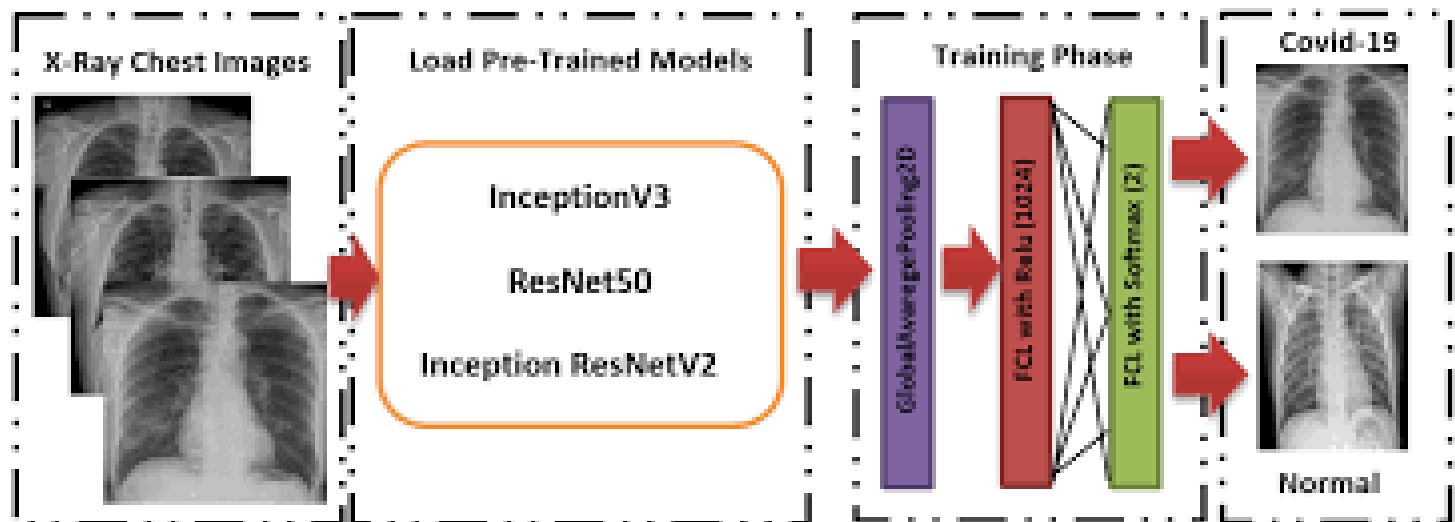 X-Ray Chest Images
Load Pre-Trained Models
InceptionV3
ResNet50
Inception ResNetV2
Training Phase
GlobalAvaregePooling2D
FCL with Relu (1024)
FCL with Softmax (2)
Covid-19
Normal